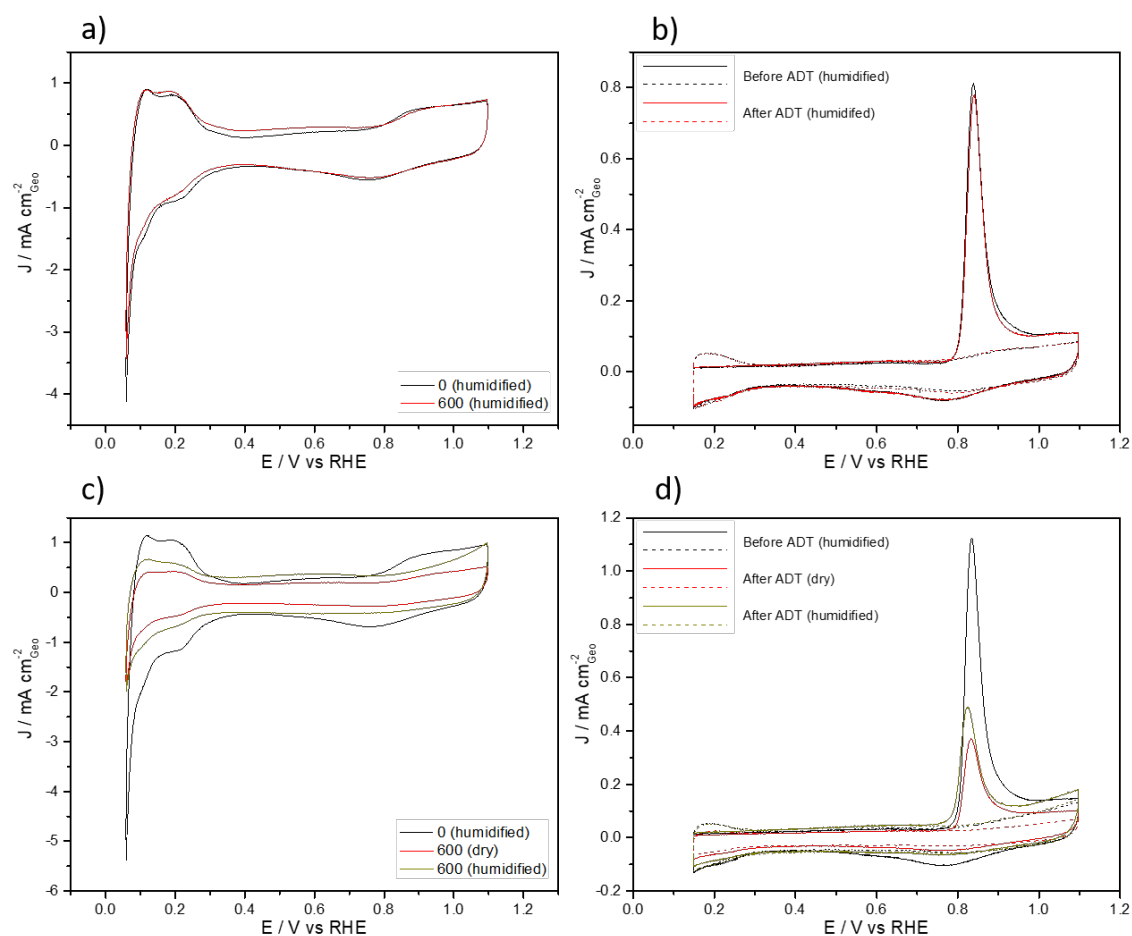 a)
J / mA cm-2Geo
1
0
-1
-2
-3
-4
0 (humidified)
600 (humidified)
0.0 0.2 0.4 0.6 0.8 1.0 1.2
E / V vs RHE
b)
J / mA cm-2Geo
0.8
0.6
0.4
0.2
0.0
Before ADT (humidified)
After ADT (humidifed)
0.0 0.2 0.4 0.6 0.8 1.0 1.2
E / V vs RHE
c)
J / mA cm-2Geo
1
0
-1
-2
-3
-4
-5
-6
0 (humidified)
600 (dry)
600 (humidified)
0.0 0.2 0.4 0.6 0.8 1.0 1.2
E / V vs RHE
d)
J / mA cm-2Geo
1.2
1.0
0.8
0.6
0.4
0.2
0.0
-0.2
Before ADT (humidified)
After ADT (dry)
After ADT (humidified)
0.0 0.2 0.4 0.6 0.8 1.0 1.2
E / V vs RHE